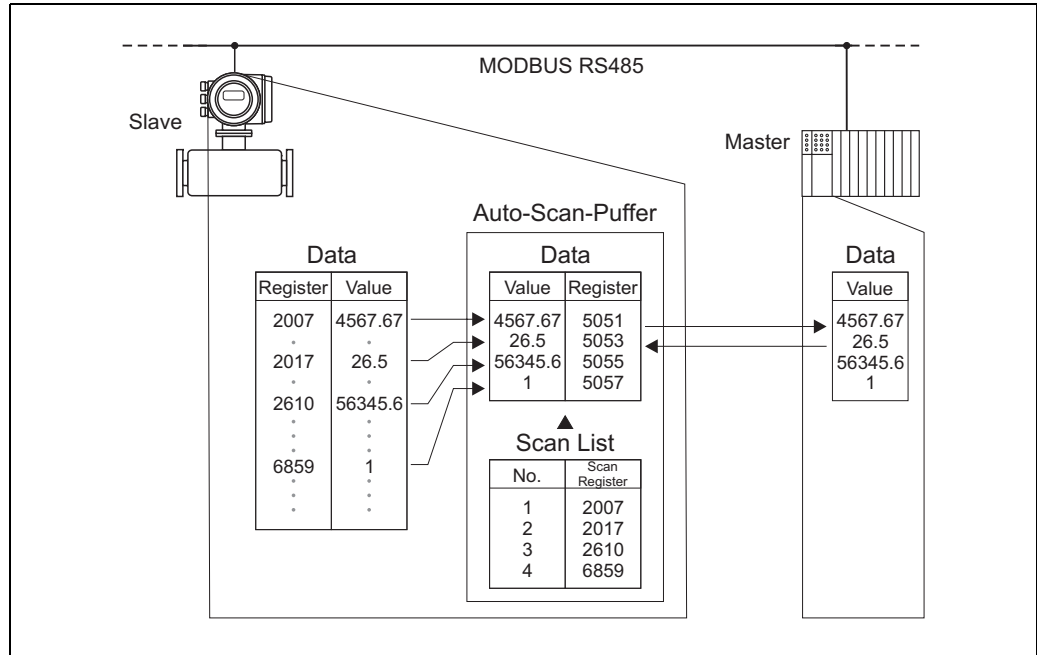 MODBUS RS485
Slave
Master
Auto-Scan-Puffer
Data
Register Value
2007 4567.67
2017 26.5
2610 56345.6
6859 1
Data
Value Register
4567.67 5051
26.5 5053
56345.6 5055
1 5057
Scan List
No. Scan Register
1 2007
2 2017
3 2610
4 6859
Data
Value
4567.67
26.5
56345.6
1